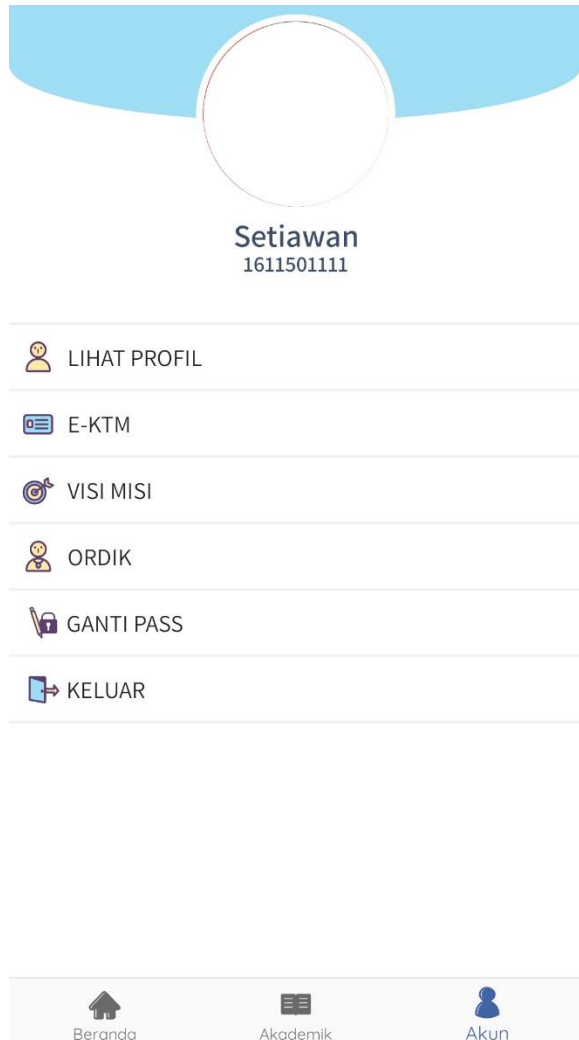 Setiawan
1611501111
LIHAT PROFIL
E-KTM
VISI MISI
ORDIK
GANTI PASS
KELUAR
Beranda
Akademik
Akun